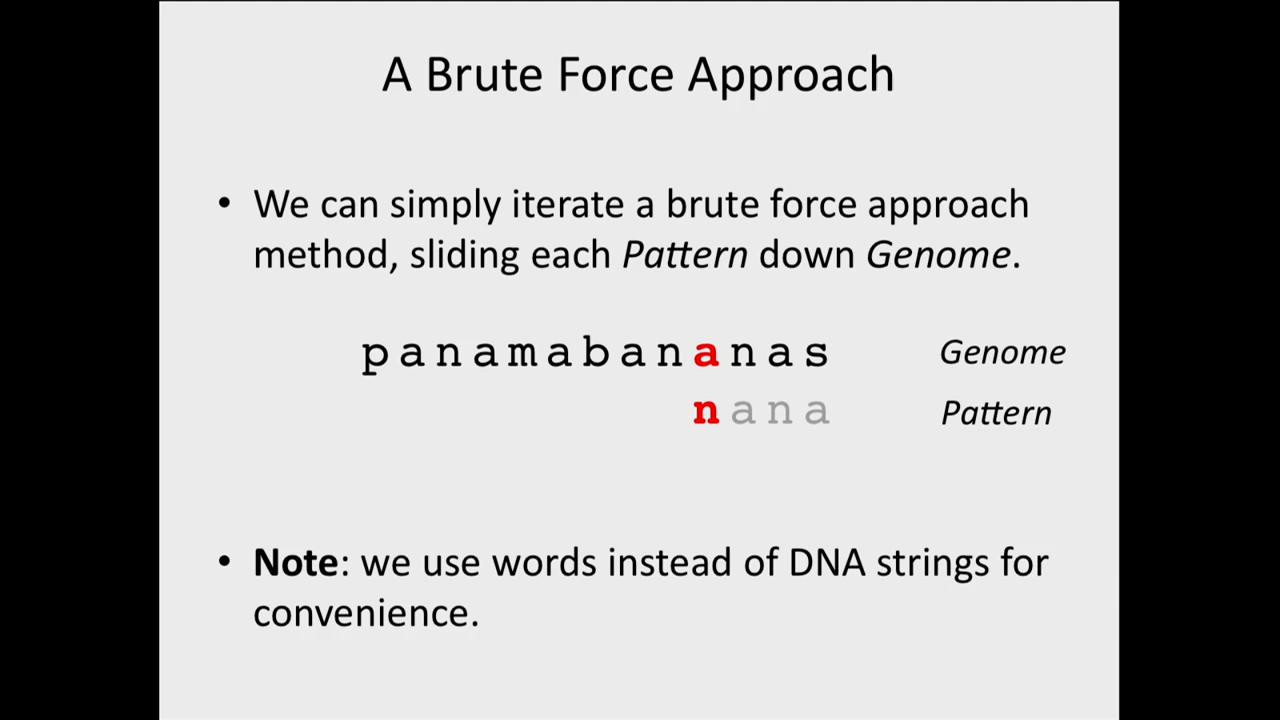 A Brute Force Approach
• We can simply iterate a brute force approach
method, sliding each Pattern down Genome.
panamabananas Genome
nana Pattern
• Note: we use words instead of DNA strings for
convenience.